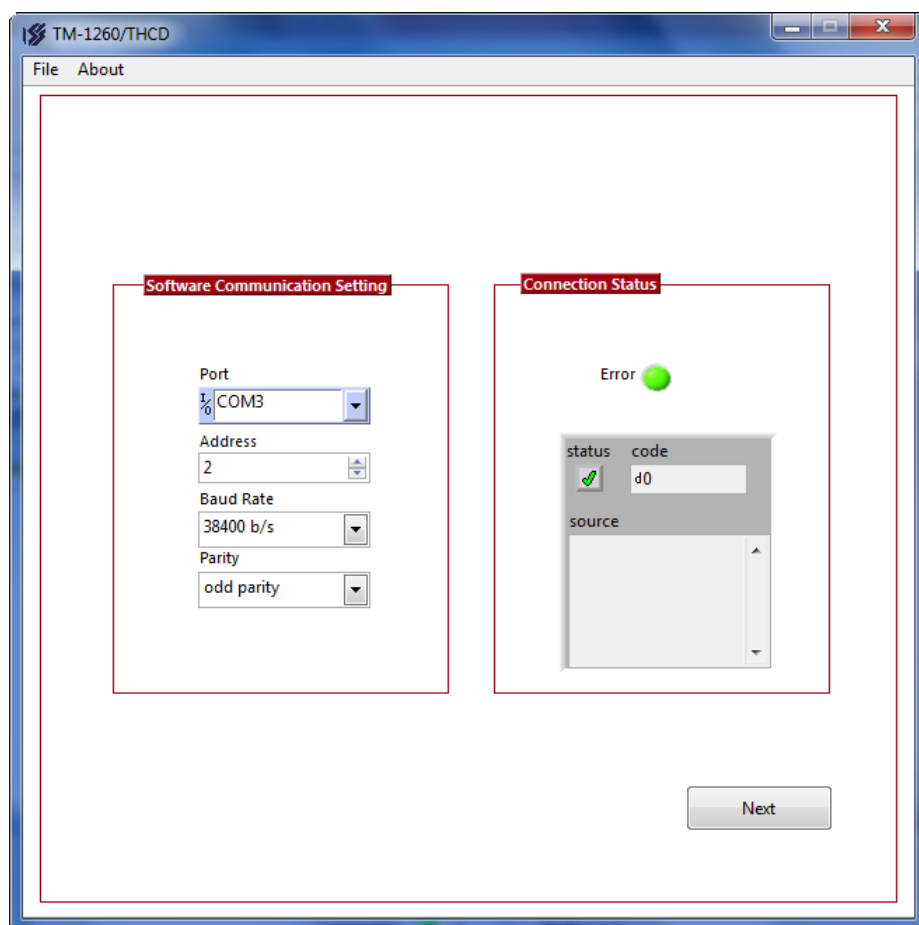 TM-1260/THCD
File About
Software Communication Setting
Port
I/O COM3
Address
2
Baud Rate
38400 b/s
Parity
odd parity
Connection Status
Error
status code
d0
source
Next